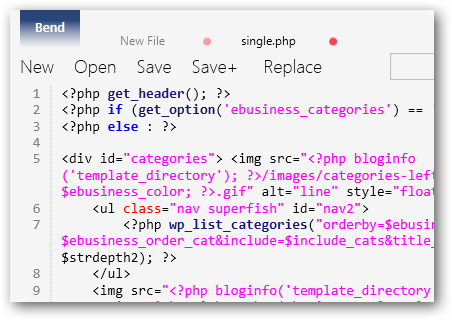 Bend
New File single.php
New Open Save Save+ Replace
1 <?php get_header(); ?>
2 <?php if (get_option('ebusiness_categories') == '
3 <?php else : ?>
4
5 <div id="categories"> <img src="<?php bloginfo
('template_directory'); ?>/images/categories-left
$ebusiness_color; ?>.gif" alt="line" style="float
6 <ul class="nav superfish" id="nav2">
7 <?php wp_list_categories("orderby=$ebusi
$ebusiness_order_cat&include=$include_cats&title_
$strdepth2); ?>
8 </ul>
9 <img src="<?php bloginfo('template_directory